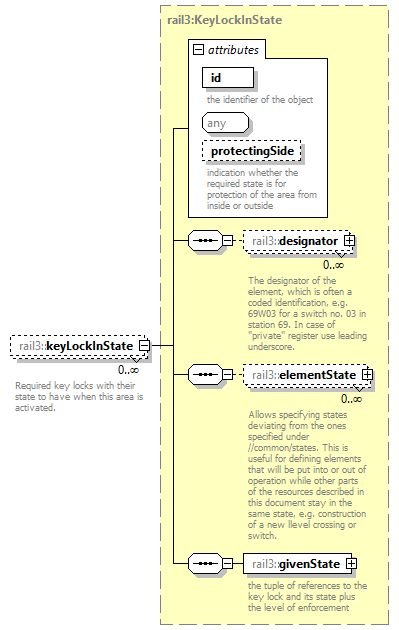 rail3:KeyLockInState
attributes
id
the identifier of the object
any
protectingSide
indication whether the
required state is for
protection of the area from
inside or outside
rail3:designator
0..∞
The designator of the
element, which is often a
coded identification, e.g.
69W03 for a switch no. 03 in
station 69. In case of
"private" register use leading
underscore.
rail3:keyLockInState
0..∞
Required key locks with their
state to have when this area is
activated.
rail3:elementState
0..∞
Allows specifying states
deviating from the ones
specified under
//common/states. This is
useful for defining elements
that will be put into or out of
operation while other parts
of the resources described in
this document stay in the
same state, e.g. construction
of a new llevel crossing or
switch.
rail3:givenState
the tuple of references to the
key lock and its state plus
the level of enforcement